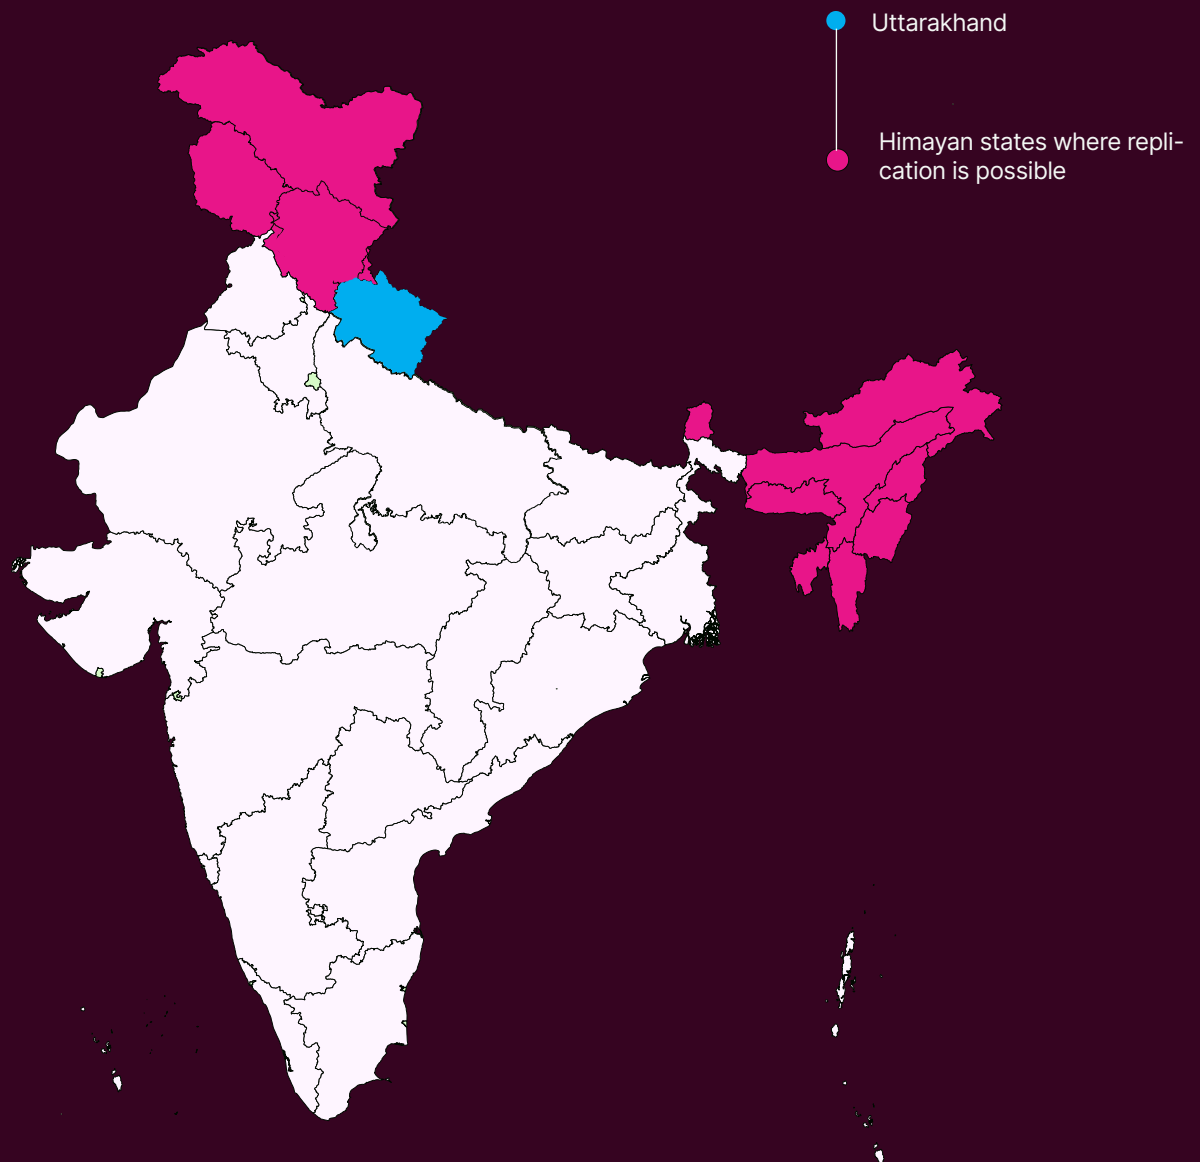 Uttarakhand
Himayan states where repli-
cation is possible